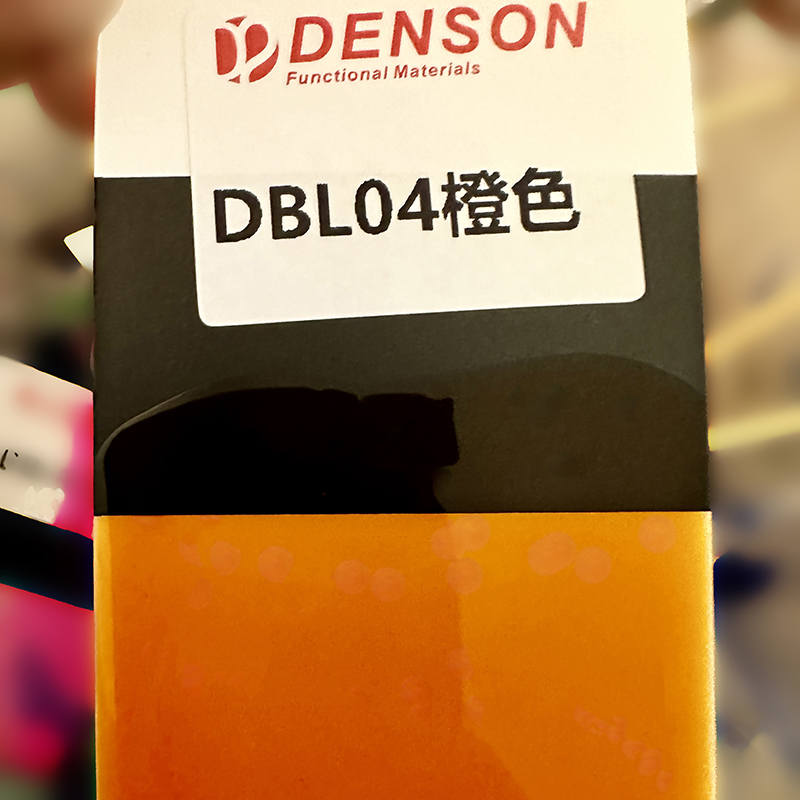 DENSON
Functional Materials
DBL04橙色